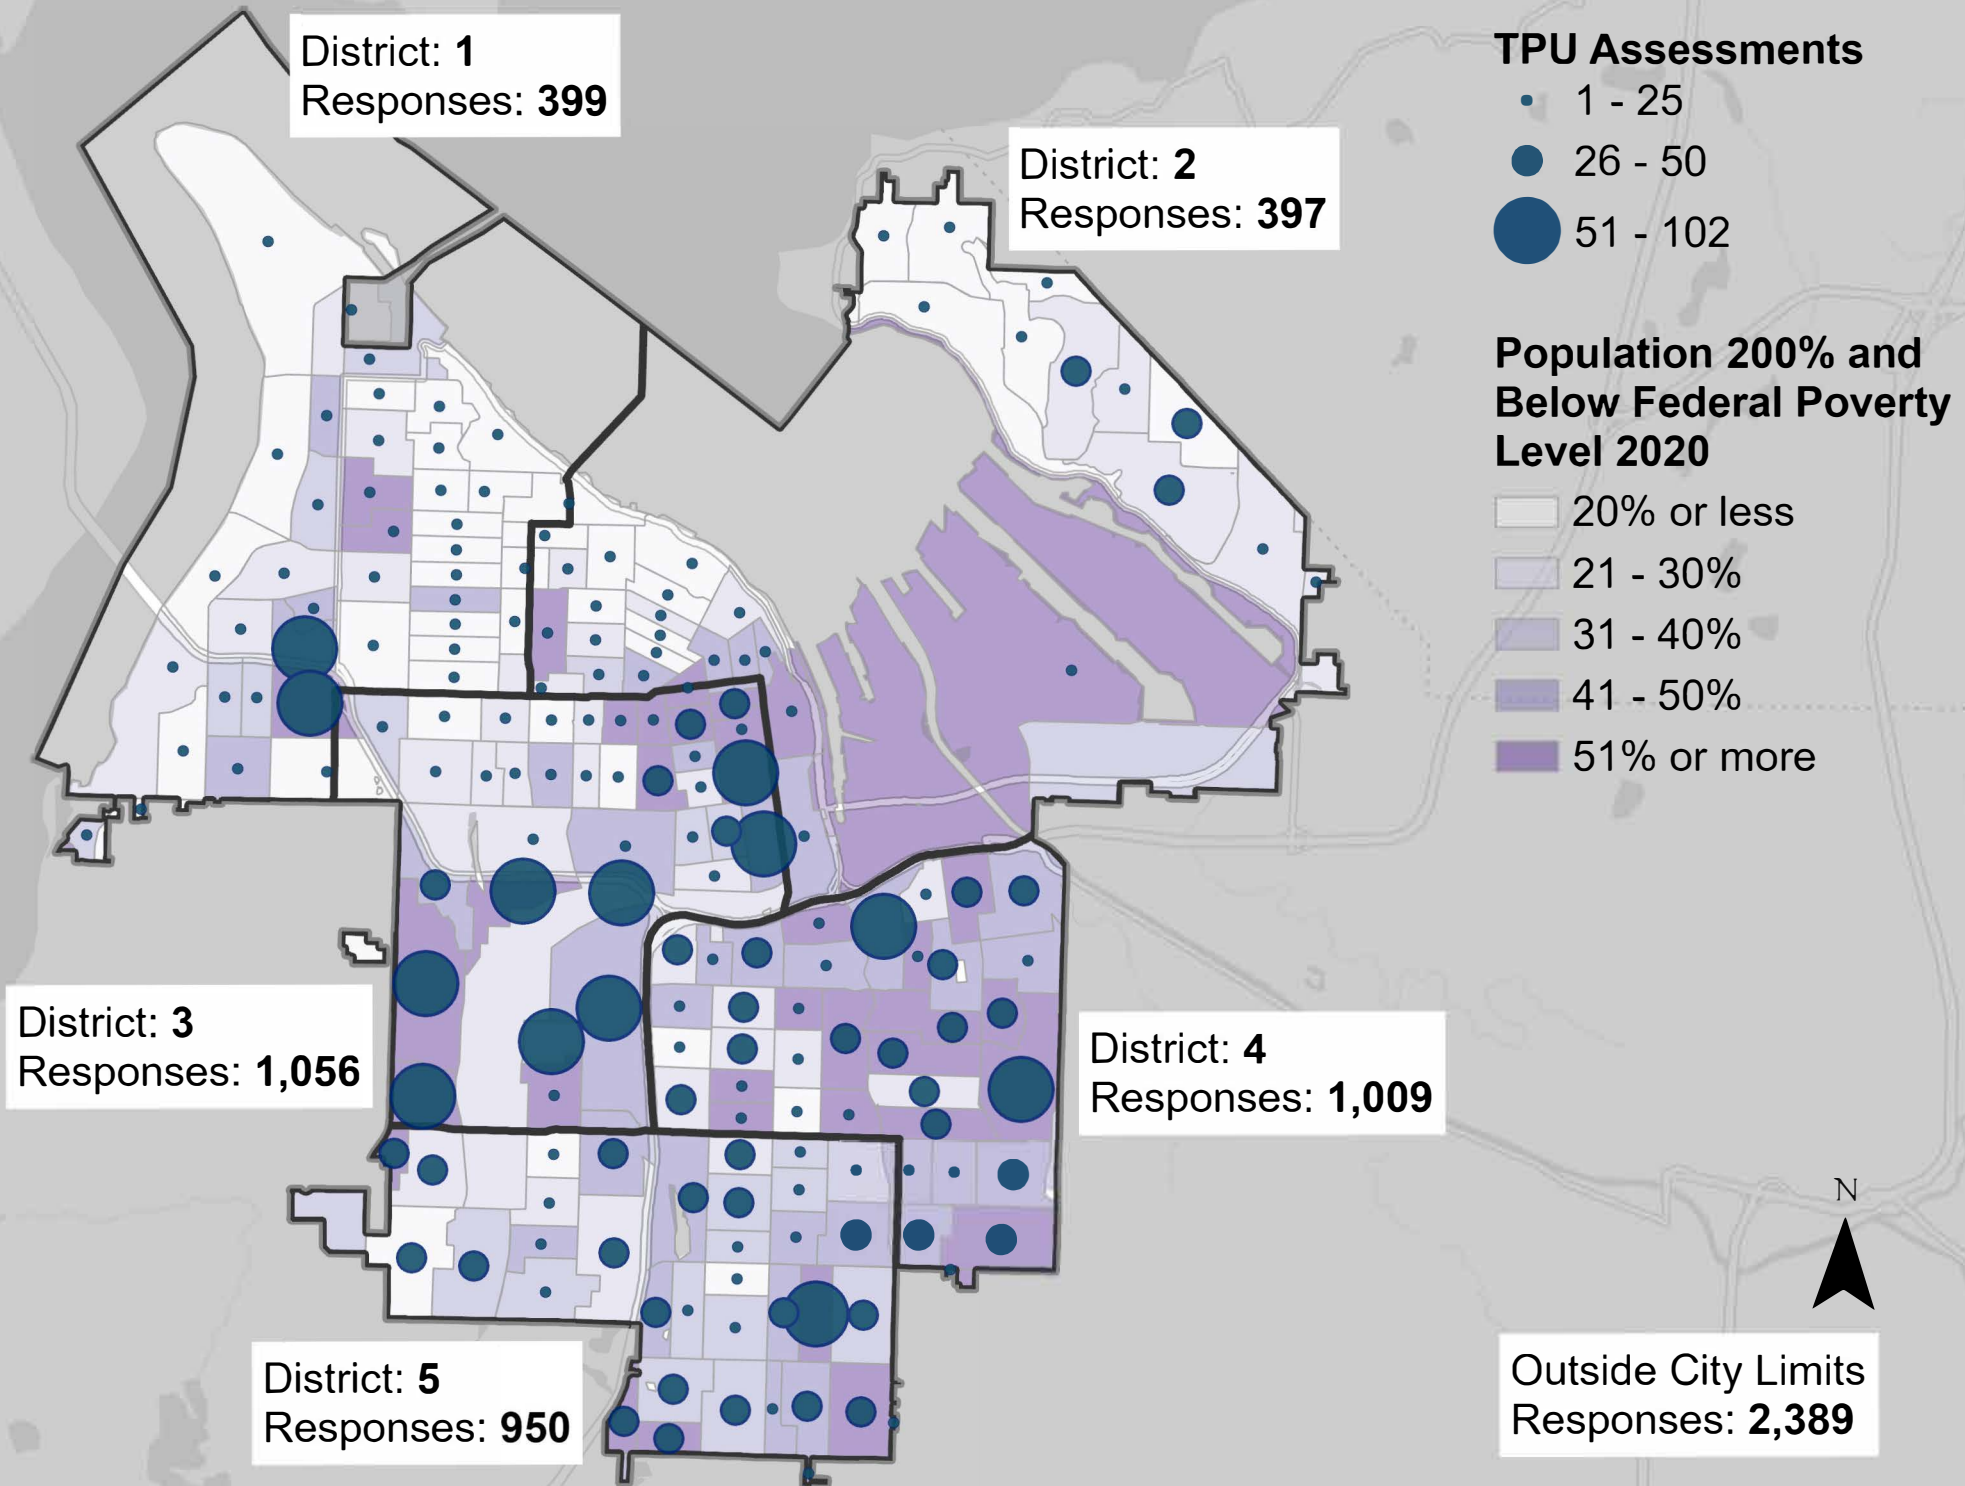 District: 1
Responses: 399
District: 2
Responses: 397
TPU Assessments
1 - 25
26 - 50
51 - 102
Population 200% and
Below Federal Poverty
Level 2020
20% or less
21 - 30%
31 - 40%
41 - 50%
51% or more
District: 3
Responses: 1,056
District: 4
Responses: 1,009
District: 5
Responses: 950
N
Outside City Limits
Responses: 2,389